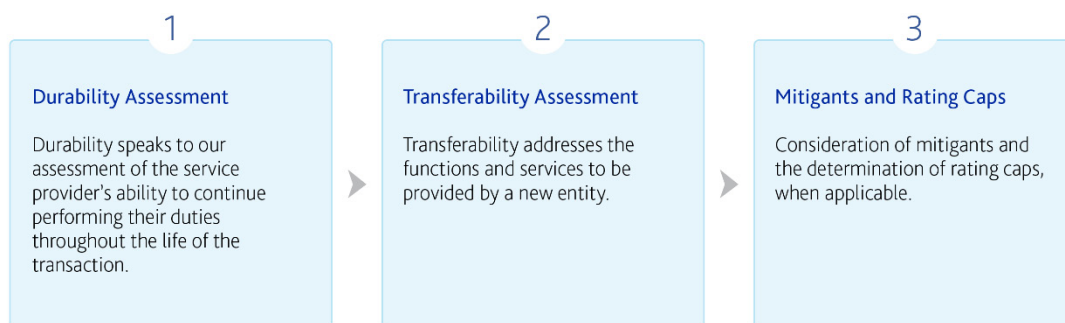 1
Durability Assessment
Durability speaks to our
assessment of the service
provider's ability to continue
performing their duties
throughout the life of the
transaction.
2
Transferability Assessment
Transferability addresses the
functions and services to be
provided by a new entity.
3
Mitigants and Rating Caps
Consideration of mitigants and
the determination of rating caps,
when applicable.